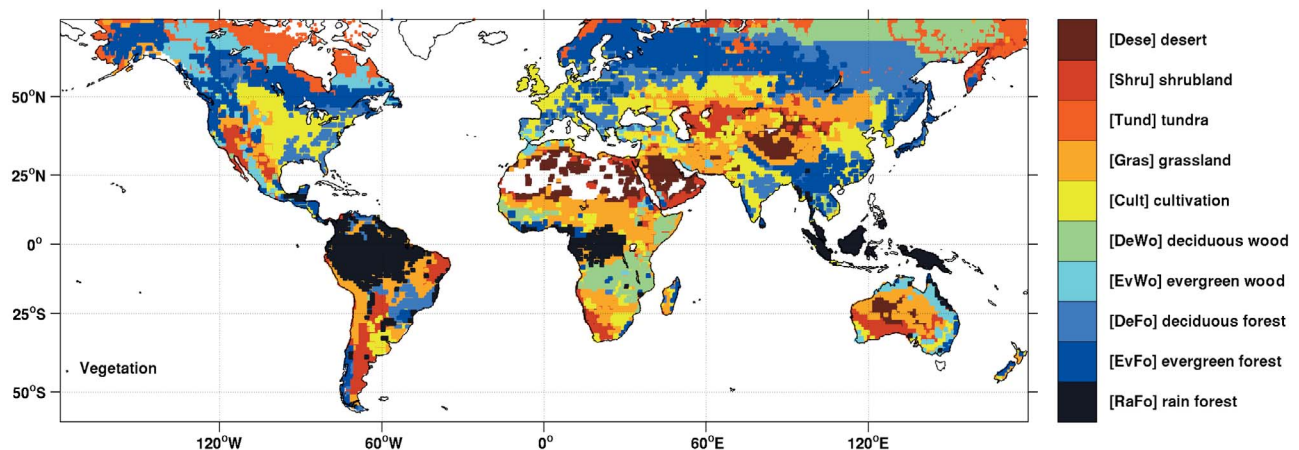 50°N
25°N
0°
25°S
50°S
Vegetation
120°W
60°W
0°
60°E
120°E
[Dese] desert
[Shru] shrubland
[Tund] tundra
[Gras] grassland
[Cult] cultivation
[DeWo] deciduous wood
[EvWo] evergreen wood
[DeFo] deciduous forest
[EvFo] evergreen forest
[RaFo] rain forest